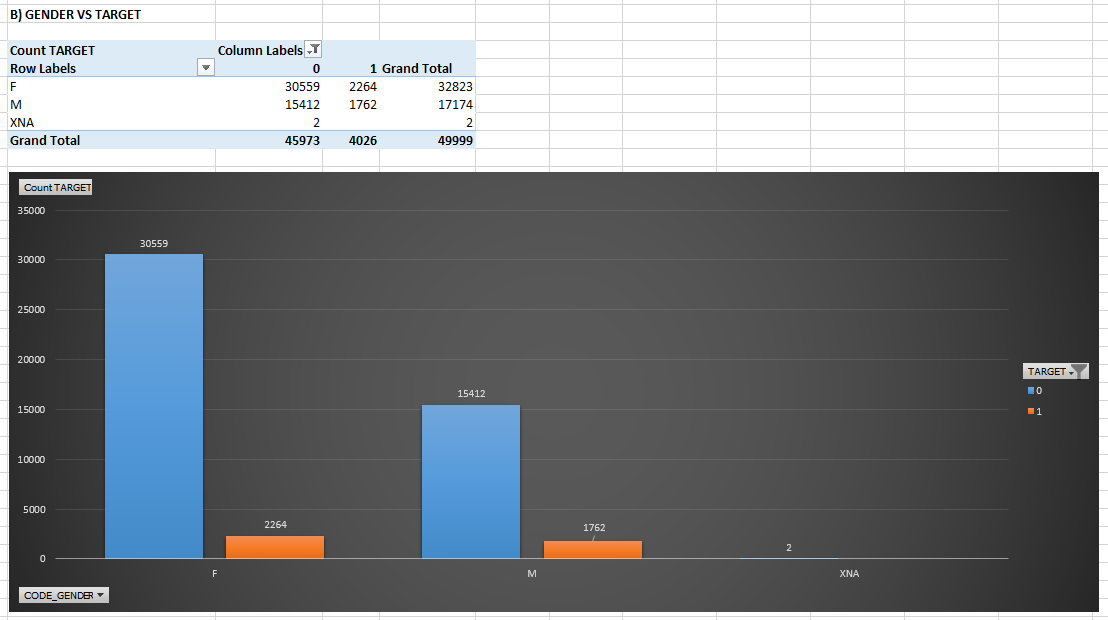 B) GENDER VS TARGET
Count TARGET Column Labels
Row Labels 0 1 Grand Total
F 30559 2264 32823
M 15412 1762 17174
XNA 2 2
Grand Total 45973 4026 49999
Count TARGET
35000
30559
30000
25000
20000
TARGET
0
15412
15000
1
10000
5000
2264
1762
2
0
F M XNA
CODE_GENDER